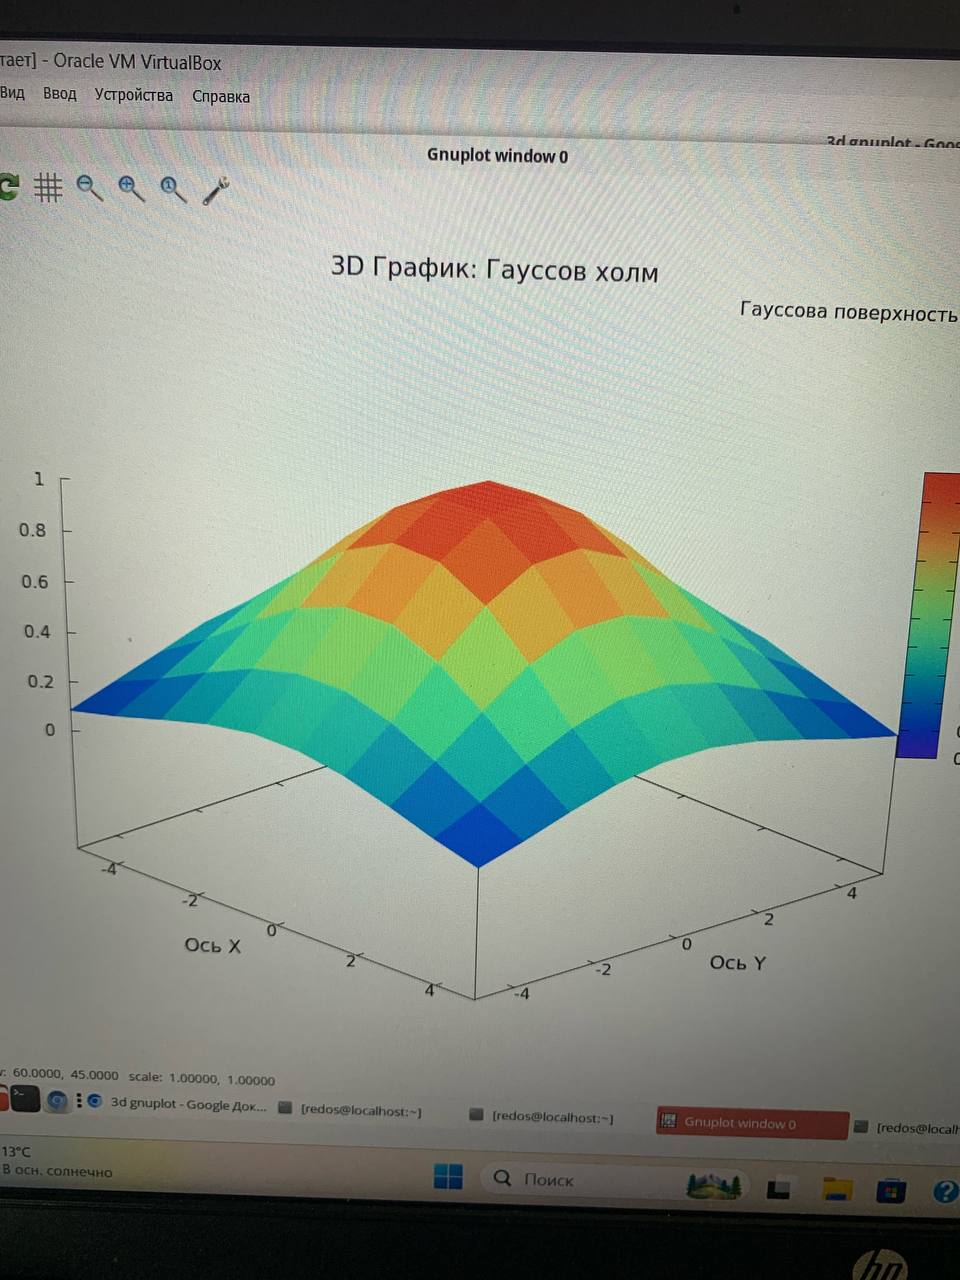 тает] - Oracle VM VirtualBox
Вид Ввод Устройства Справка
3d gnuplot - Goo
Gnuplot window 0
3D График: Гауссов холм
Гауссова поверхность
1
0.8
0.6
0.4
0.2
0
-4
-2
0
2
4
Ось X
-4
-2
0
2
4
Ось Y
60.0000, 45.0000 scale: 1.00000, 1.00000
3d gnuplot - Google Док... [redos@localhost:~] [redos@localhost:~] Gnuplot window 0 [redos@localh
13°C
В осн. солнечно
Поиск
hp